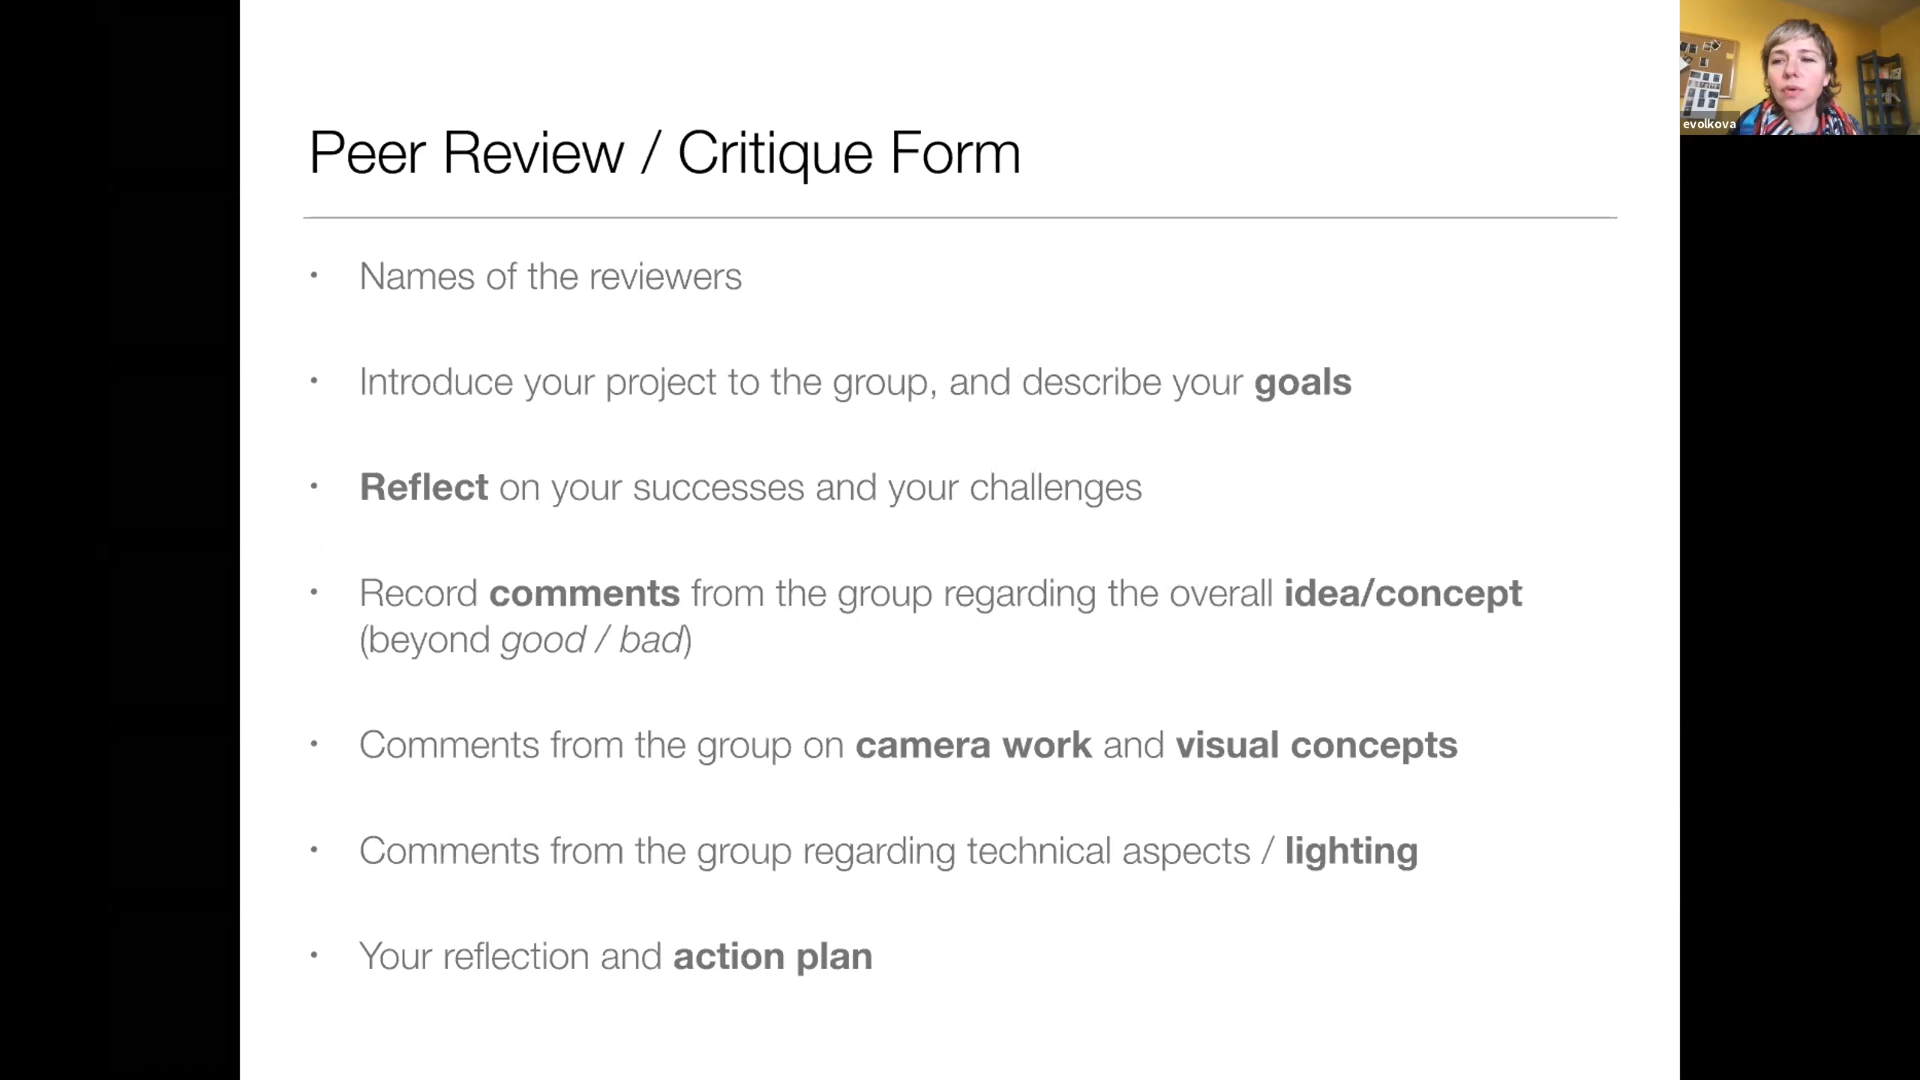 Peer Review / Critique Form
• Names of the reviewers
• Introduce your project to the group, and describe your goals
• Reflect on your successes and your challenges
• Record comments from the group regarding the overall idea/concept
(beyond good / bad)
• Comments from the group on camera work and visual concepts
• Comments from the group regarding technical aspects / lighting
• Your reflection and action plan
evolkova